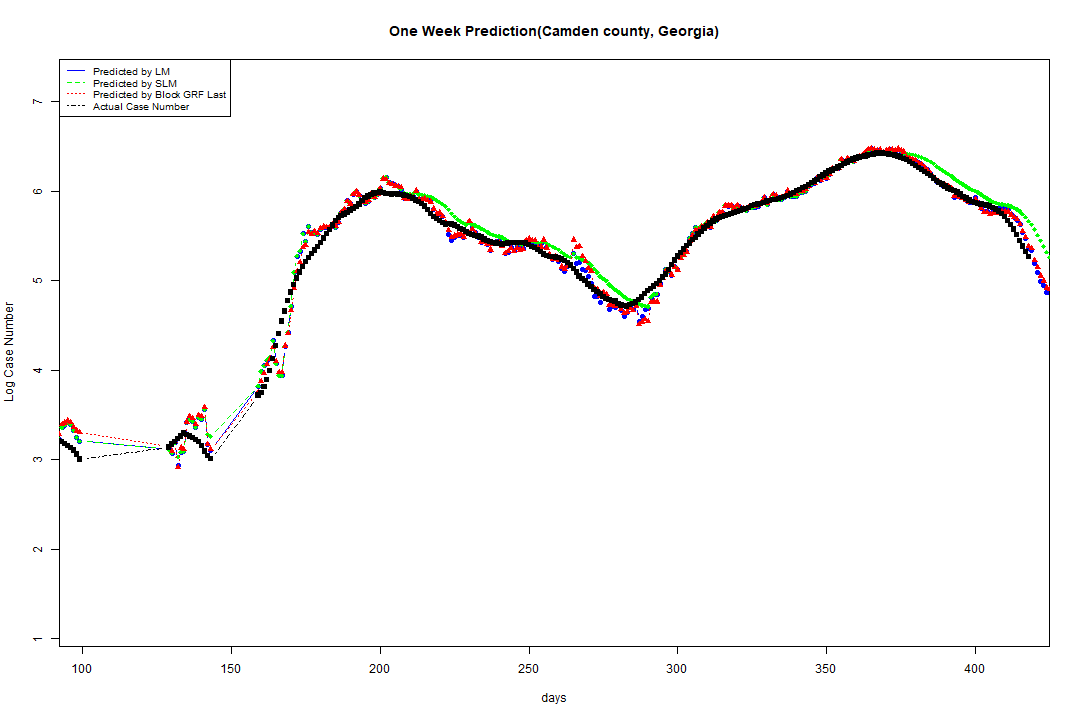 One Week Prediction(Camden county, Georgia)
Predicted by LM
Predicted by SLM
Predicted by Block GRF Last
Actual Case Number
Log Case Number
7
6
5
4
3
2
1
100 150 200 250 300 350 400
days